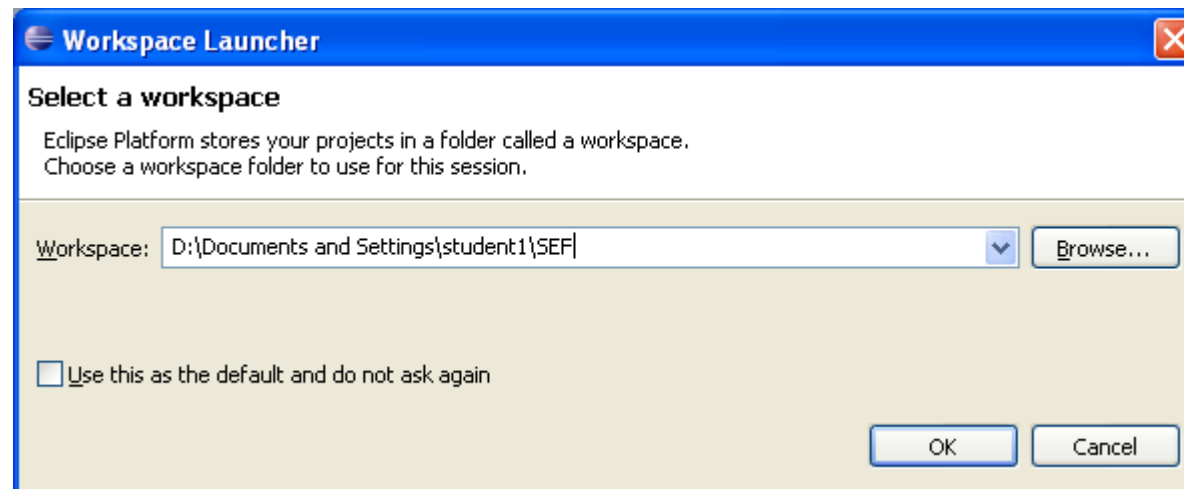 Workspace Launcher
Select a workspace
Eclipse Platform stores your projects in a folder called a workspace.
Choose a workspace folder to use for this session.
Workspace: D:\Documents and Settings\student1\SEF Browse...
Use this as the default and do not ask again
OK Cancel